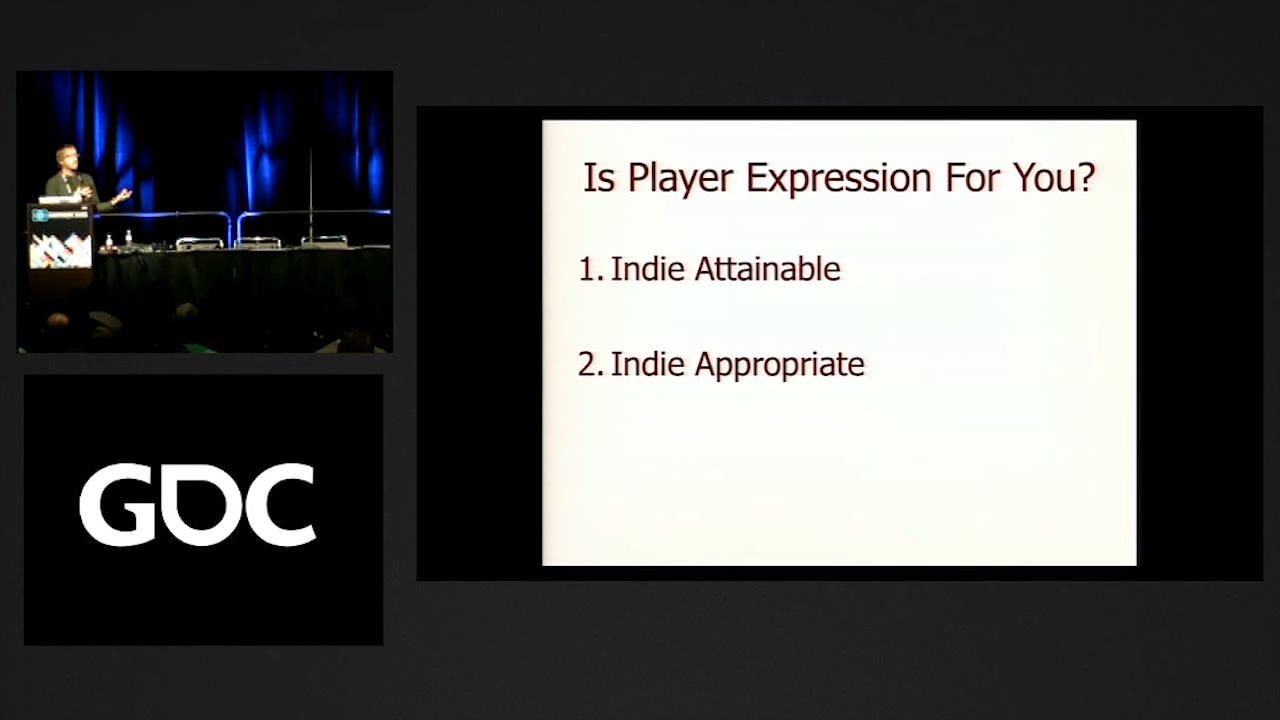 Is Player Expression For You?
1. Indie Attainable
2. Indie Appropriate
GDC